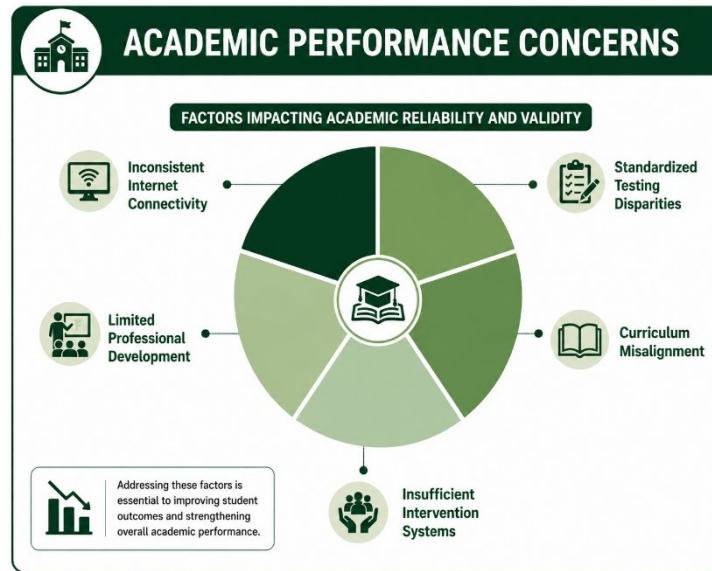 ACADEMIC PERFORMANCE CONCERNS
FACTORS IMPACTING ACADEMIC RELIABILITY AND VALIDITY
Inconsistent
Internet
Connectivity
Standardized
Testing
Disparities
Limited
Professional
Development
Curriculum
Misalignment
Insufficient
Intervention
Systems
Addressing these factors is
essential to improving student
outcomes and strengthening
overall academic performance.